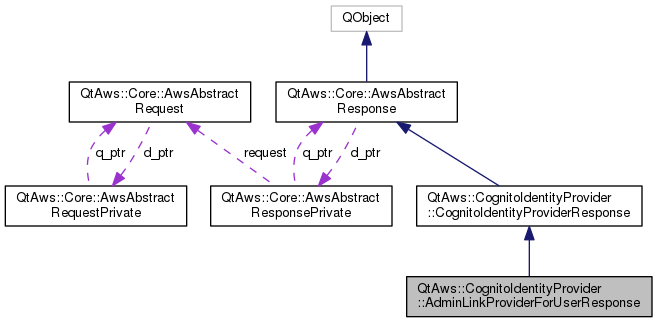 QObject
QtAws::Core::AwsAbstract
Request
QtAws::Core::AwsAbstract
Response
q_ptr
d_ptr
request
q_ptr
d_ptr
QtAws::Core::AwsAbstract
RequestPrivate
QtAws::Core::AwsAbstract
ResponsePrivate
QtAws::CognitoIdentityProvider
::CognitoIdentityProviderResponse
QtAws::CognitoIdentityProvider
::AdminLinkProviderForUserResponse